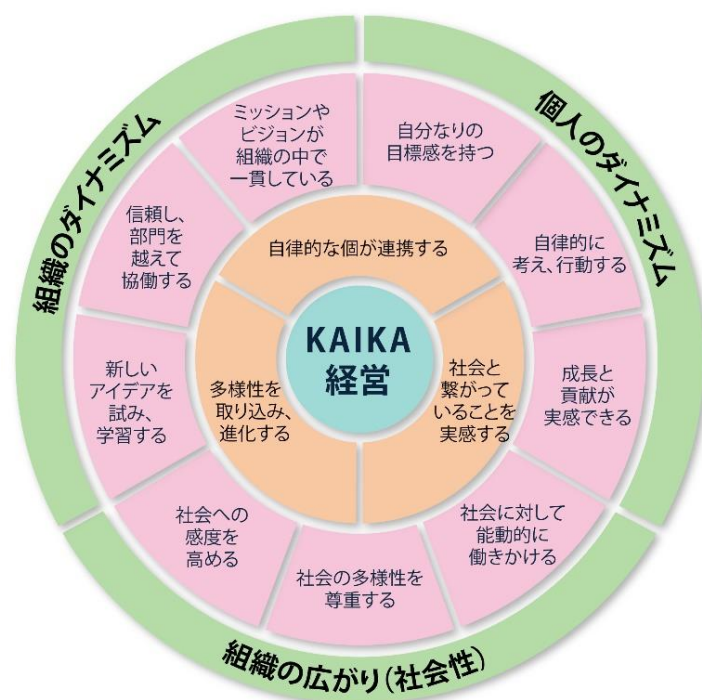 組織のダイナミズム
個人のダイナミズム
組織の広がり（社会性）
ミッションや
ビジョンが
組織の中で
一貫している
自分なりの
目標感を持つ
信頼し、
部門を
越えて
協働する
自律的に
考え、行動する
新しい
アイデアを
試み、
学習する
成長と
貢献が
実感できる
社会への
感度を
高める
社会の多様性を
尊重する
社会に対して
能動的に
働きかける
自律的な個が連携する
多様性を
取り込み、
進化する
社会と
繋がって
いることを
実感する
KAIKA
経営